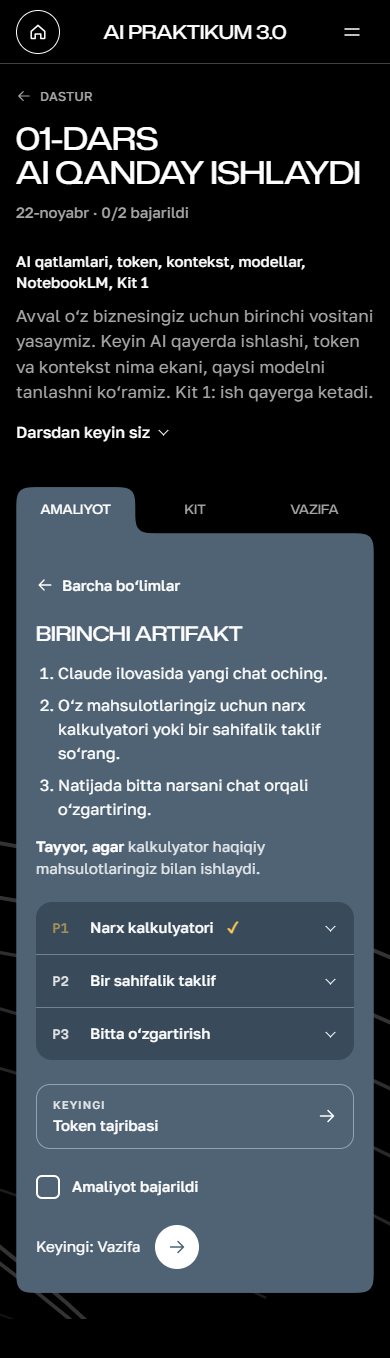 AI PRAKTIKUM 3.0
← DASTUR
01-DARS
AI QANDAY ISHLAYDI
22-noyabr · 0/2 bajarildi
AI qatlamlari, token, kontekst, modellar,
NotebookLM, Kit 1
Avval oʻz biznesingiz uchun birinchi vositani
yasaymiz. Keyin AI qayerda ishlashi, token
va kontekst nima ekani, qaysi modelni
tanlashni koʻramiz. Kit 1: ish qayerga ketadi.
Darsdan keyin siz
AMALIYOT KIT VAZIFA
← Barcha boʻlimlar
BIRINCHI ARTIFAKT
1. Claude ilovasida yangi chat oching.
2. Oʻz mahsulotlaringiz uchun narx
kalkulyatori yoki bir sahifalik taklif
soʻrang.
3. Natijada bitta narsani chat orqali
oʻzgartiring.
Tayyor, agar kalkulyator haqiqiy
mahsulotlaringiz bilan ishlaydi.
P1 Narx kalkulyatori ✓
P2 Bir sahifalik taklif
P3 Bitta oʻzgartirish
KEYINGI
Token tajribasi →
Amaliyot bajarildi
Keyingi: Vazifa →